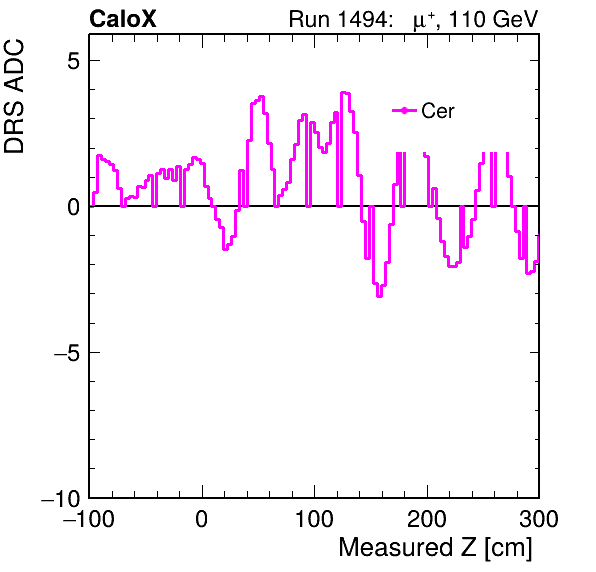 CaloX
Run 1494: μ⁺, 110 GeV
DRS ADC
Cer
5
0
−5
−10
−100 0 100 200 300
Measured Z [cm]